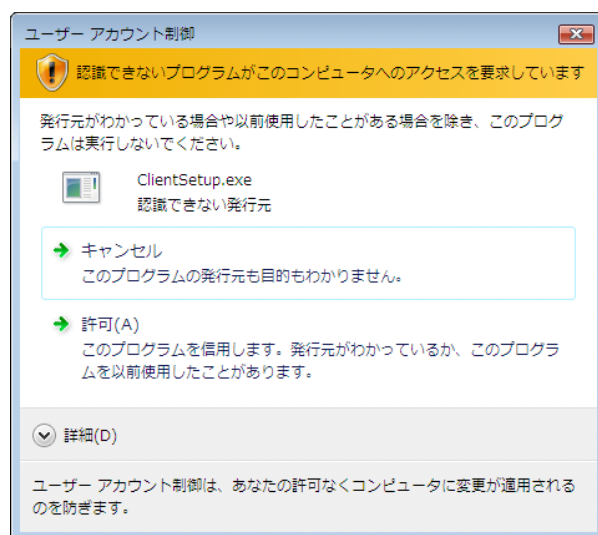 ユーザー アカウント制御
認識できないプログラムがこのコンピュータへのアクセスを要求しています
発行元がわかっている場合や以前使用したことがある場合を除き、このプログ
ラムは実行しないでください。
ClientSetup.exe
認識できない発行元
キャンセル
このプログラムの発行元も目的もわかりません。
許可(A)
このプログラムを信用します。発行元がわかっているか、このプログラ
ムを以前使用したことがあります。
詳細(D)
ユーザー アカウント制御は、あなたの許可なくコンピュータに変更が適用される
のを防ぎます。